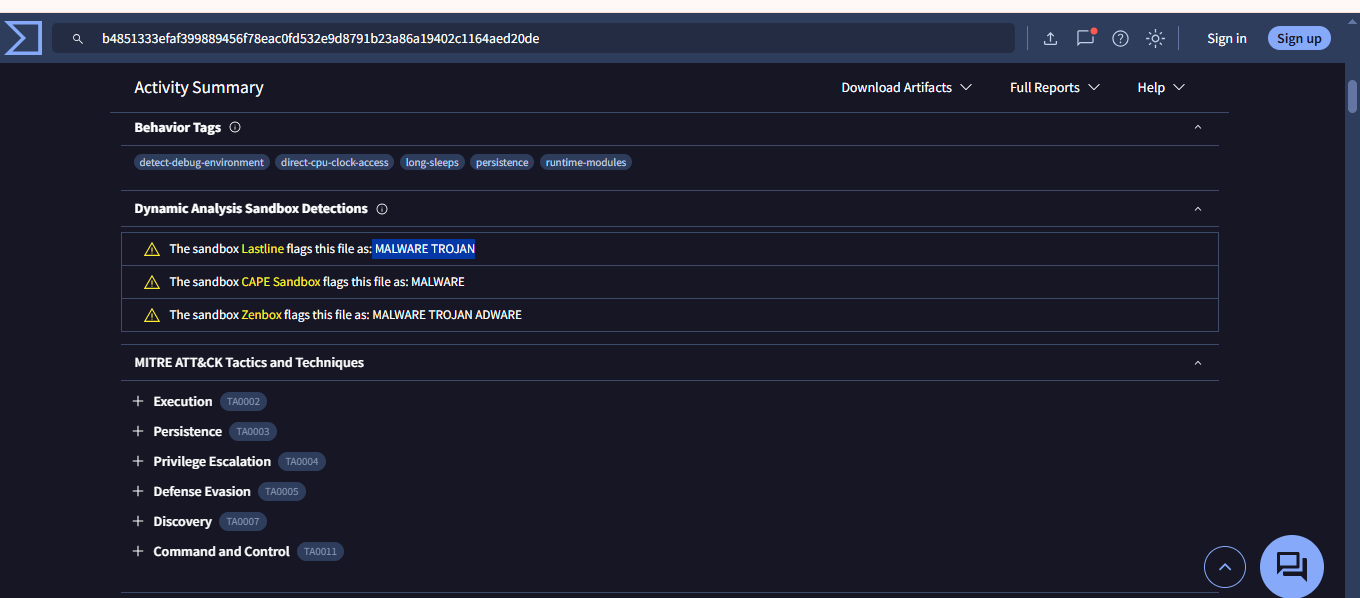 b4851333efaf399889456f78eac0fd532e9d8791b23a86a19402c1164aed20de
Sign in
Sign up
Activity Summary
Download Artifacts
Full Reports
Help
Behavior Tags
detect-debug-environment direct-cpu-clock-access long-sleeps persistence runtime-modules
Dynamic Analysis Sandbox Detections
The sandbox Lastline flags this file as: MALWARE TROJAN
The sandbox CAPE Sandbox flags this file as: MALWARE
The sandbox Zenbox flags this file as: MALWARE TROJAN ADWARE
MITRE ATT&CK Tactics and Techniques
Execution TA0002
Persistence TA0003
Privilege Escalation TA0004
Defense Evasion TA0005
Discovery TA0007
Command and Control TA0011